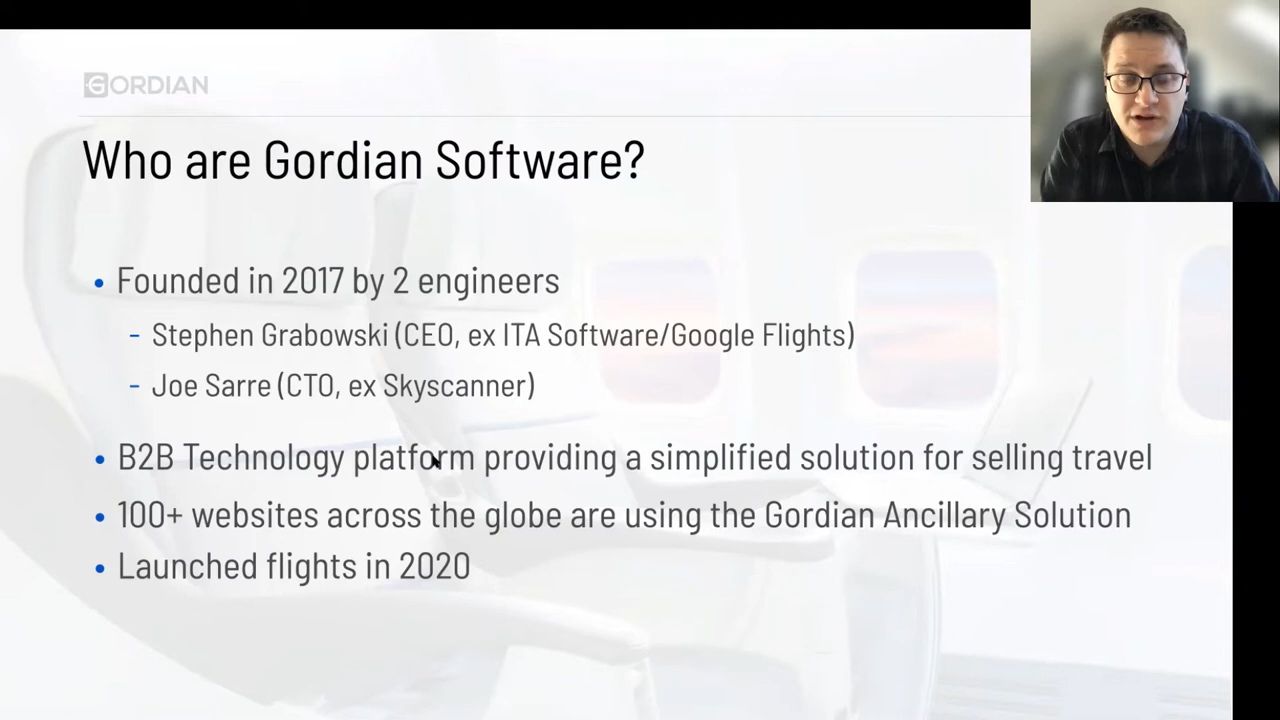 GORDIAN
Who are Gordian Software?
• Founded in 2017 by 2 engineers
- Stephen Grabowski (CEO, ex ITA Software/Google Flights)
- Joe Sarre (CTO, ex Skyscanner)
• B2B Technology platform providing a simplified solution for selling travel
• 100+ websites across the globe are using the Gordian Ancillary Solution
• Launched flights in 2020